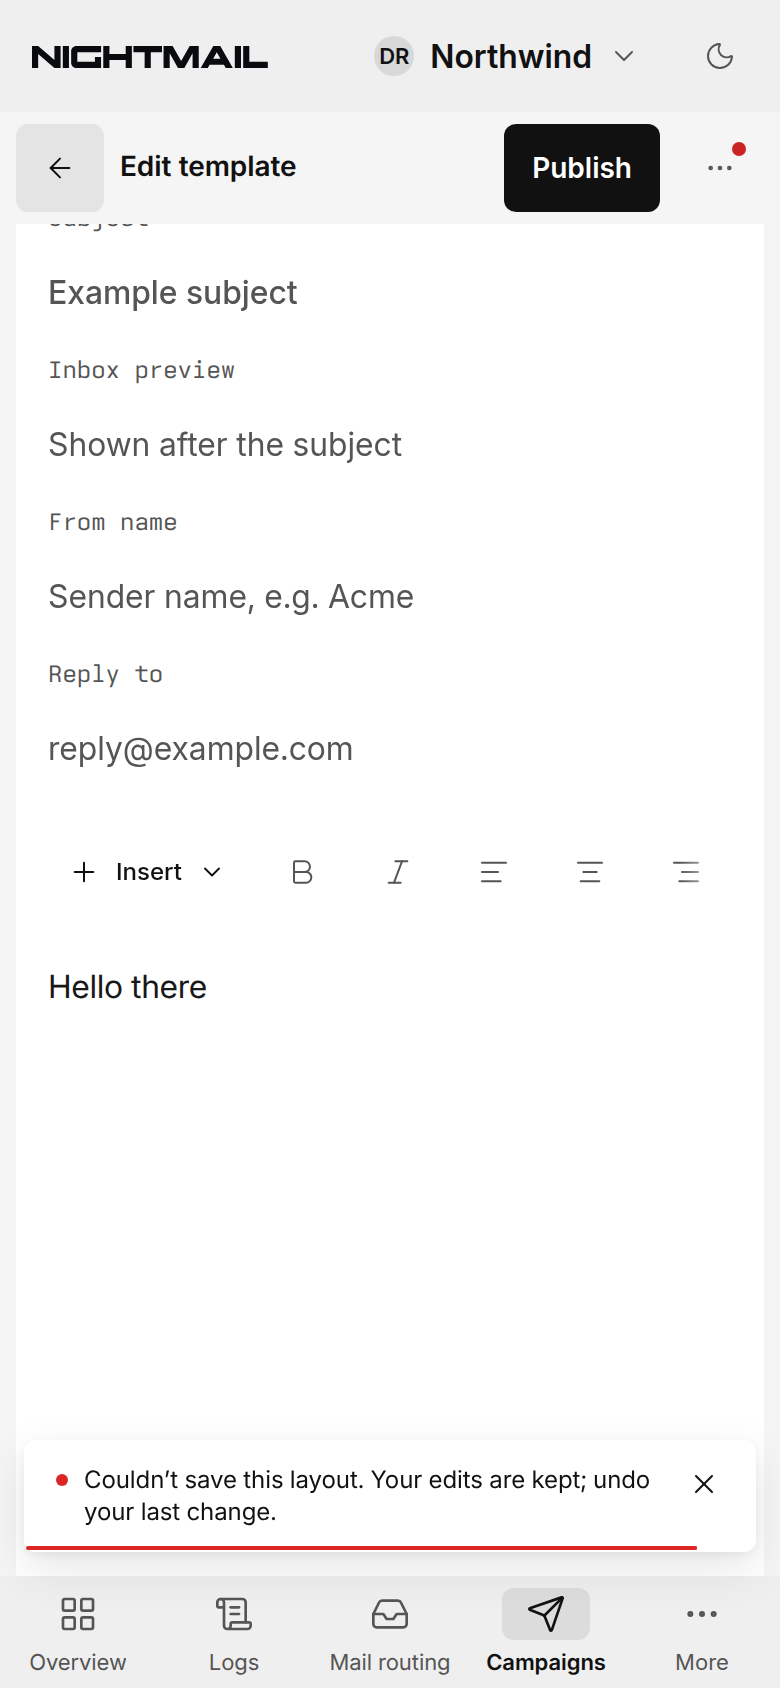 NIGHTMAIL
DR Northwind
Edit template
Publish
Example subject
Inbox preview
Shown after the subject
From name
Sender name, e.g. Acme
Reply to
reply@example.com
Insert
Hello there
Couldn’t save this layout. Your edits are kept; undo
your last change.
Overview
Logs
Mail routing
Campaigns
More